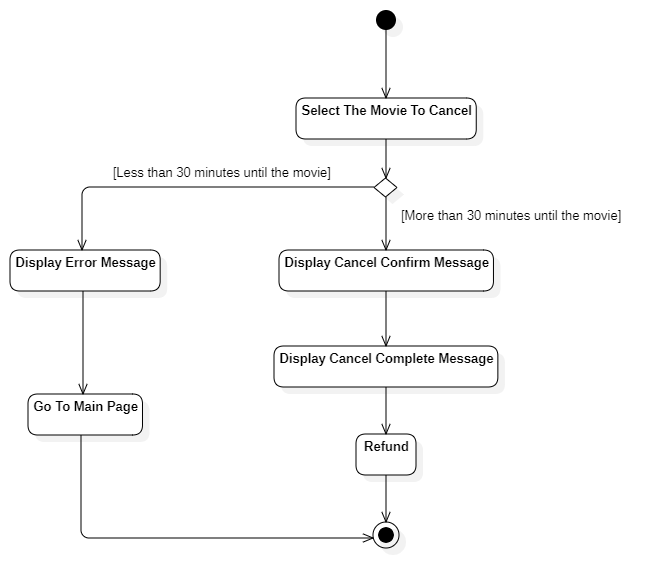 Select The Movie To Cancel
[Less than 30 minutes until the movie]
[More than 30 minutes until the movie]
Display Error Message
Display Cancel Confirm Message
Display Cancel Complete Message
Go To Main Page
Refund